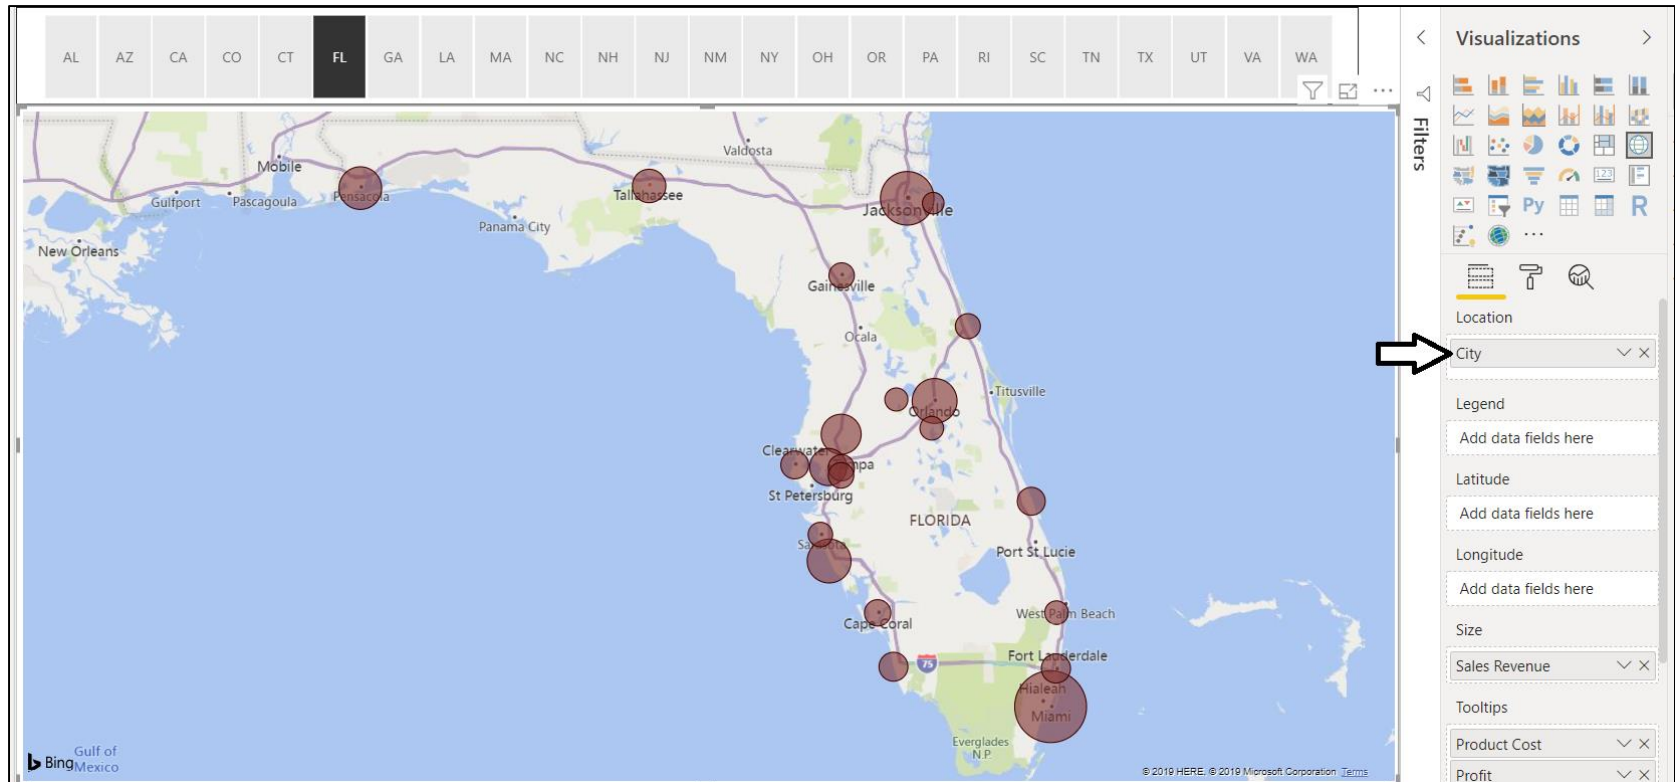 AL AZ CA CO CT FL GA LA MA NC NH NJ NM NY OH OR PA RI SC TN TX UT VA WA
Visualizations
Filters
123
Py
R
Location
City
Legend
Add data fields here
Latitude
Add data fields here
Longitude
Add data fields here
Size
Sales Revenue
Tooltips
Product Cost
Profit
Mobile
Gulfport
Pascagoula
Pensacola
New Orleans
Panama City
Tallahassee
Valdosta
Jacksonville
Gainesville
Ocala
Titusville
Orlando
Clearwater
Tampa
St Petersburg
FLORIDA
Port St Lucie
Sarasota
Cape Coral
West Palm Beach
75
Fort Lauderdale
Hialeah
Miami
Everglades
N.P.
Gulf of
Mexico
Bing
© 2019 HERE, © 2019 Microsoft Corporation Terms